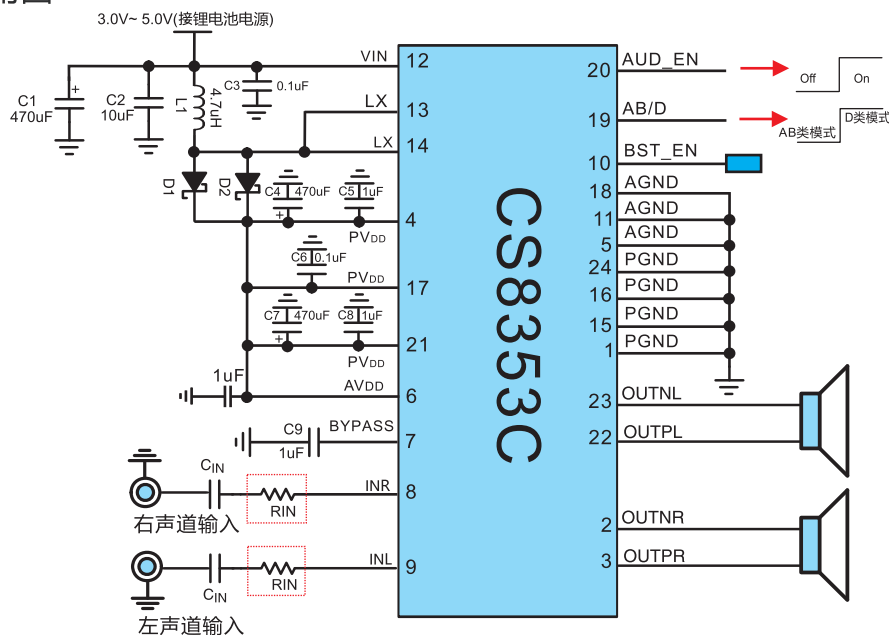 3.0V~ 5.0V(接锂电池电源)
VIN
12
C1
470uF
+
C2
10uF
L1
4.7uH
C3
0.1uF
LX
13
LX
14
D1
D2
C4
470uF
+
C5
1uF
4
PVDD
C6
0.1uF
PVDD
17
C7
470uF
+
C8
1uF
21
PVDD
1uF
AVDD
6
C9
1uF
BYPASS
7
CIN
RIN
INR
8
右声道输入
CIN
RIN
INL
9
左声道输入
CS8353C
20
AUD_EN
Off
On
19
AB/D
AB类模式
D类模式
10
BST_EN
18
AGND
11
AGND
5
AGND
24
PGND
16
PGND
15
PGND
1
PGND
23
OUTNL
22
OUTPL
2
OUTNR
3
OUTPR